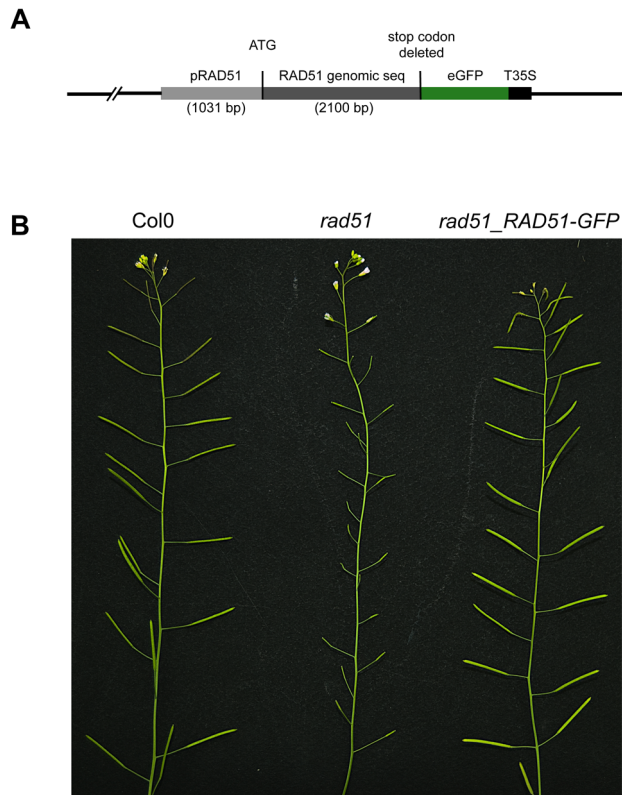 A
ATG
stop codon
deleted
pRAD51
RAD51 genomic seq
eGFP
T35S
(1031 bp)
(2100 bp)
B
Col0
rad51
rad51_RAD51-GFP